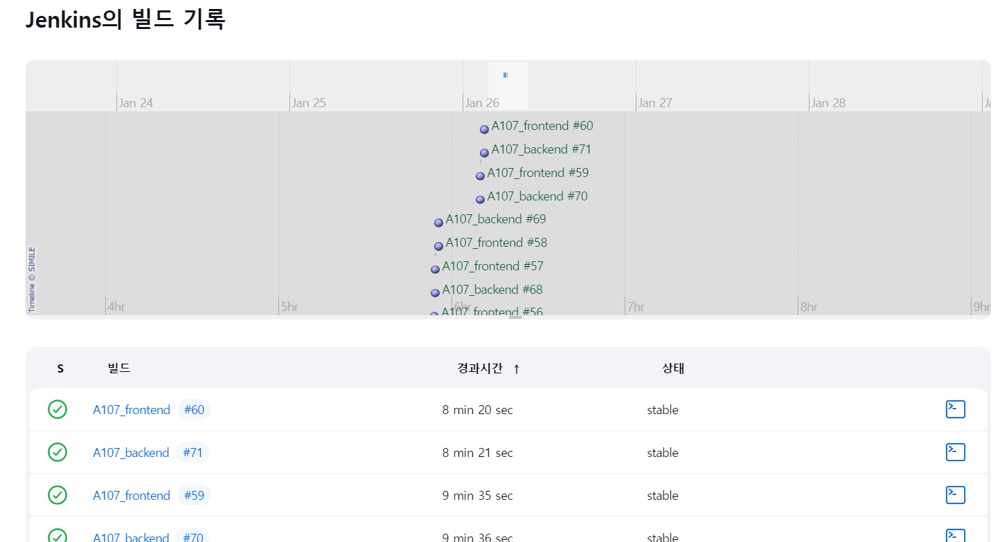 Jenkins의 빌드 기록
Jan 24 Jan 25 Jan 26 Jan 27 Jan 28
A107_frontend #60
A107_backend #71
A107_frontend #59
A107_backend #70
A107_backend #69
A107_frontend #58
A107_frontend #57
A107_backend #68
A107_frontend #56
4hr 5hr 6hr 7hr 8hr 9hr
Timeline © SIMILE
S 빌드 경과시간 ↑ 상태
A107_frontend #60 8 min 20 sec stable
A107_backend #71 8 min 21 sec stable
A107_frontend #59 9 min 35 sec stable
A107_backend #70 9 min 36 sec stable